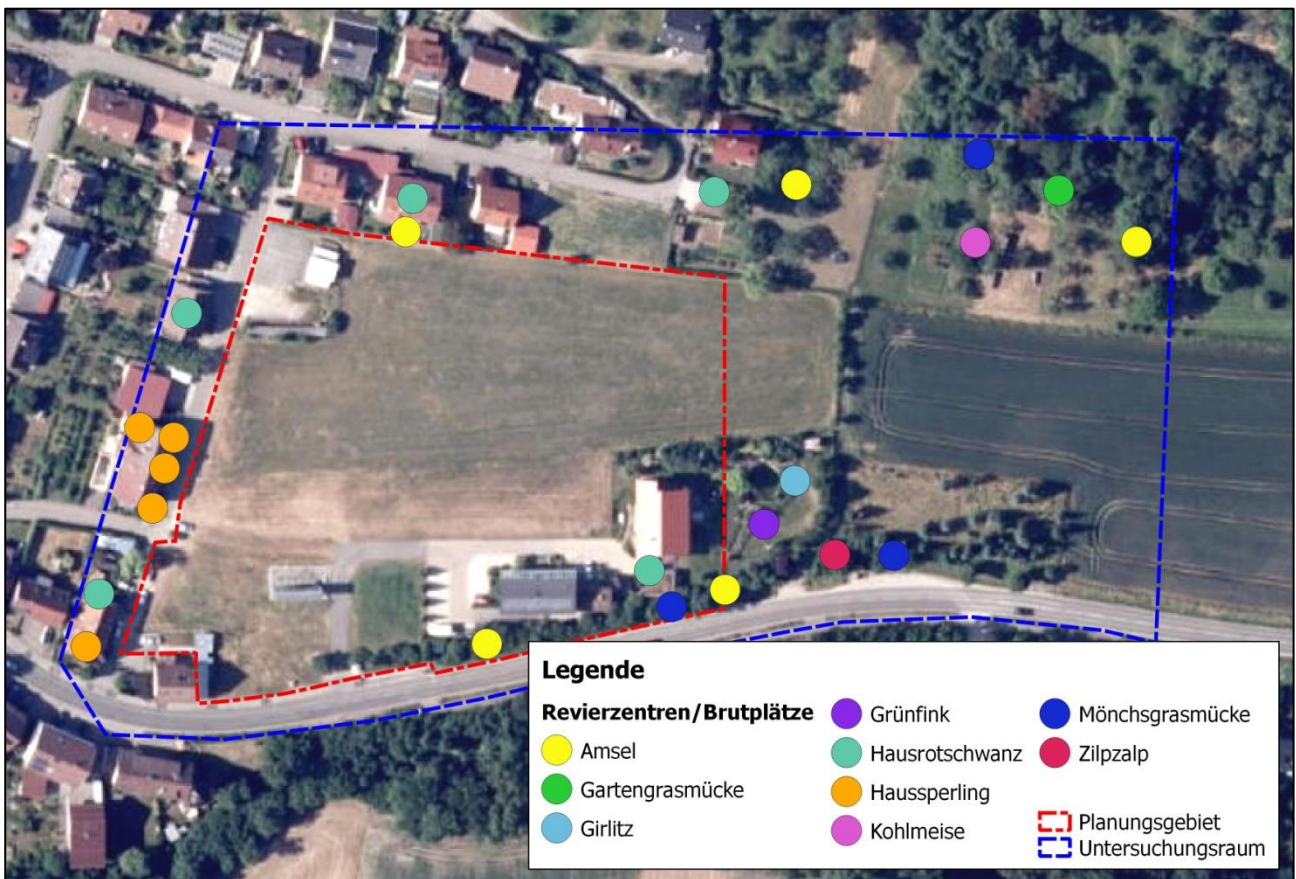 Legende
Revierzentren/Brutplätze
Amsel
Gartengrasmücke
Girlitz
Grünfink
Hausrotschwanz
Haussperling
Kohlmeise
Mönchsgrasmücke
Zilpzalp
Planungsgebiet
Untersuchungsraum